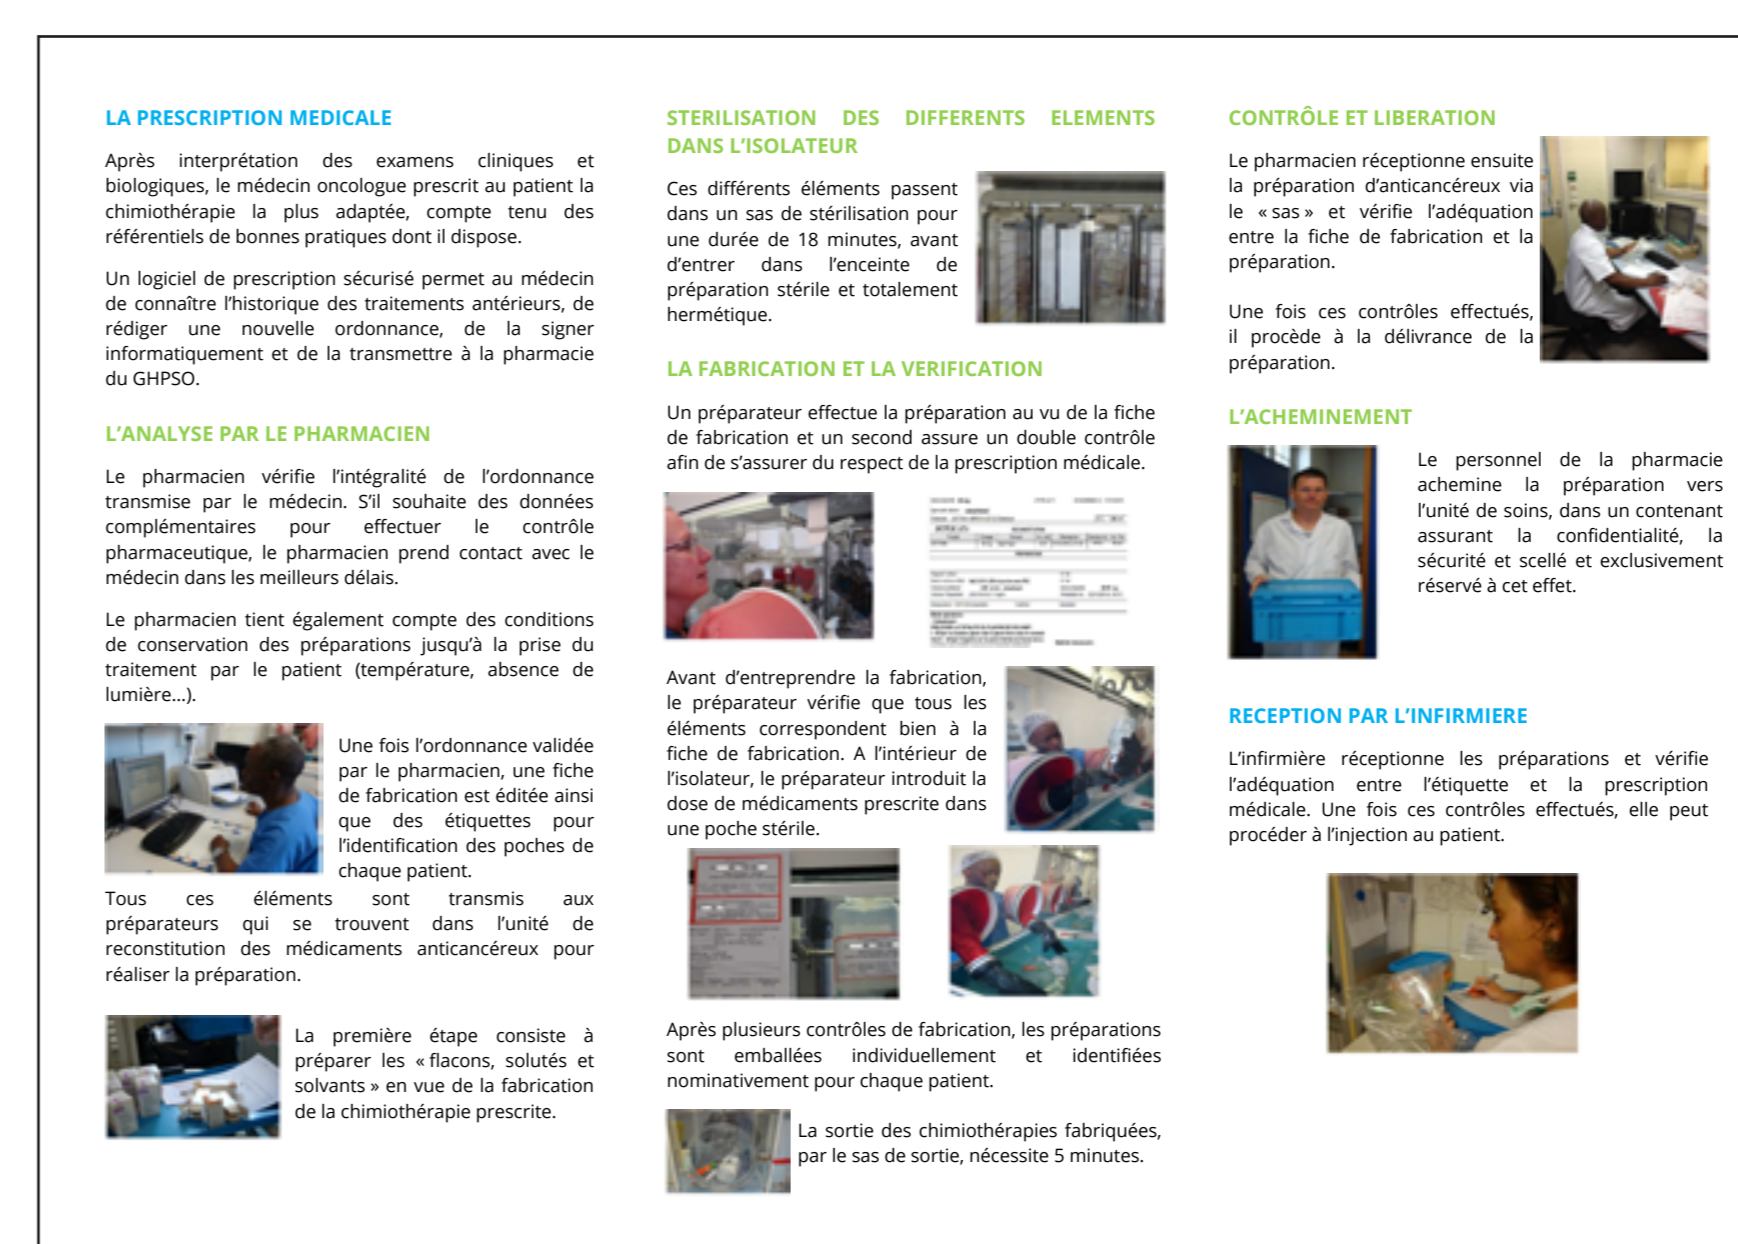 LA PRESCRIPTION MEDICALE
Après interprétation des examens cliniques et
biologiques, le médecin oncologue prescrit au patient la
chimiothérapie la plus adaptée, compte tenu des
référentiels de bonnes pratiques dont il dispose.
Un logiciel de prescription sécurisé permet au médecin
de connaître l’historique des traitements antérieurs, de
rédiger une nouvelle ordonnance, de la signer
informatiquement et de la transmettre à la pharmacie
du GHPSO.
L’ANALYSE PAR LE PHARMACIEN
Le pharmacien vérifie l’intégralité de l’ordonnance
transmise par le médecin. S’il souhaite des données
complémentaires pour effectuer le contrôle
pharmaceutique, le pharmacien prend contact avec le
médecin dans les meilleurs délais.
Le pharmacien tient également compte des conditions
de conservation des préparations jusqu’à la prise du
traitement par le patient (température, absence de
lumière…).
Une fois l’ordonnance validée
par le pharmacien, une fiche
de fabrication est éditée ainsi
que des étiquettes pour
l’identification des poches de
chaque patient.
Tous ces éléments sont transmis aux
préparateurs qui se trouvent dans l’unité de
reconstitution des médicaments anticancéreux pour
réaliser la préparation.
La première étape consiste à
préparer les « flacons, solutés et
solvants » en vue de la fabrication
de la chimiothérapie prescrite.
STERILISATION DES DIFFERENTS ELEMENTS
DANS L’ISOLATEUR
Ces différents éléments passent
dans un sas de stérilisation pour
une durée de 18 minutes, avant
d’entrer dans l’enceinte de
préparation stérile et totalement
hermétique.
LA FABRICATION ET LA VERIFICATION
Un préparateur effectue la préparation au vu de la fiche
de fabrication et un second assure un double contrôle
afin de s’assurer du respect de la prescription médicale.
Avant d’entreprendre la fabrication,
le préparateur vérifie que tous les
éléments correspondent bien à la
fiche de fabrication. A l’intérieur de
l’isolateur, le préparateur introduit la
dose de médicaments prescrite dans
une poche stérile.
Après plusieurs contrôles de fabrication, les préparations
sont emballées individuellement et identifiées
nominativement pour chaque patient.
La sortie des chimiothérapies fabriquées,
par le sas de sortie, nécessite 5 minutes.
CONTRÔLE ET LIBERATION
Le pharmacien réceptionne ensuite
la préparation d’anticancéreux via
le « sas » et vérifie l’adéquation
entre la fiche de fabrication et la
préparation.
Une fois ces contrôles effectués,
il procède à la délivrance de la
préparation.
L’ACHEMINEMENT
Le personnel de la pharmacie
achemine la préparation vers
l’unité de soins, dans un contenant
assurant la confidentialité, la
sécurité et scellé et exclusivement
réservé à cet effet.
RECEPTION PAR L’INFIRMIERE
L’infirmière réceptionne les préparations et vérifie
l’adéquation entre l’étiquette et la prescription
médicale. Une fois ces contrôles effectués, elle peut
procéder à l’injection au patient.